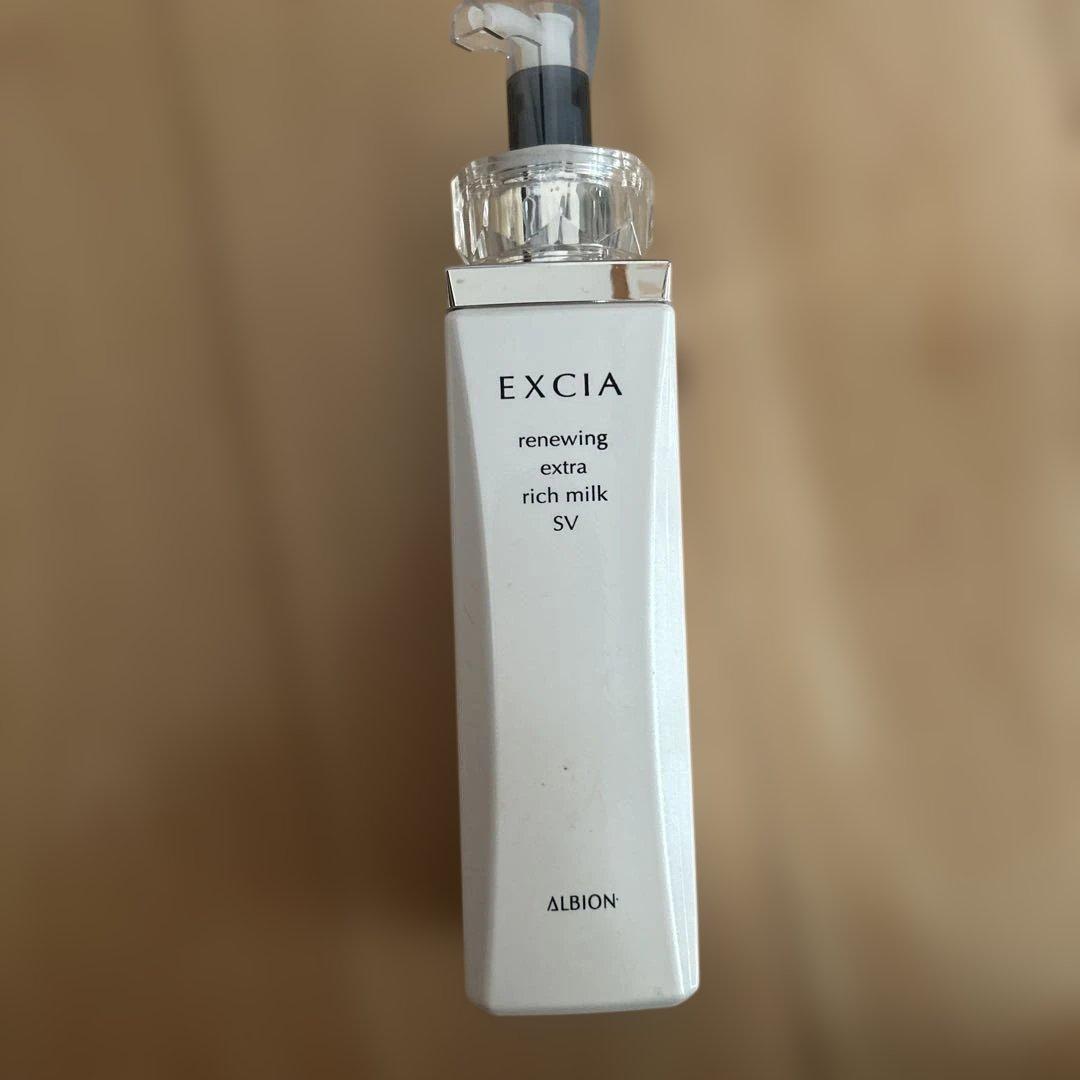 EXCIA
renewing
extra
rich milk
SV
ALBION